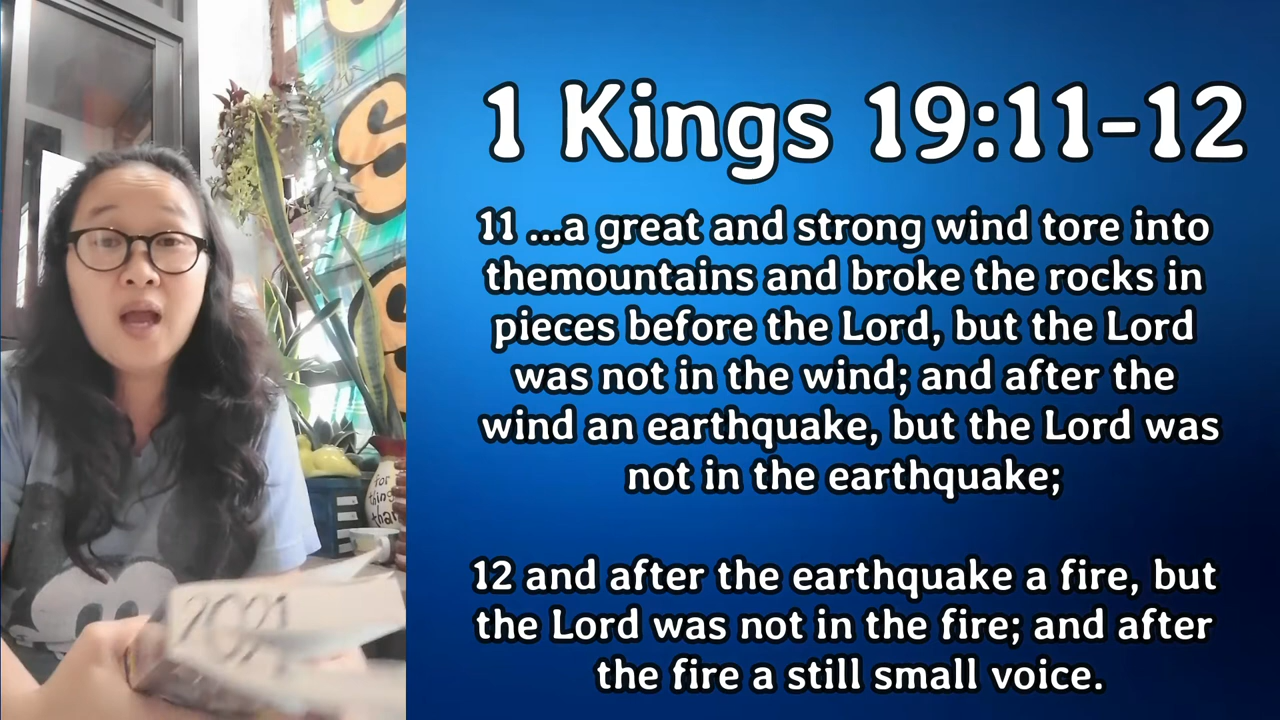 1 Kings 19:11-12
11 ...a great and strong wind tore into
themountains and broke the rocks in
pieces before the Lord, but the Lord
was not in the wind; and after the
wind an earthquake, but the Lord was
not in the earthquake;
12 and after the earthquake a fire, but
the Lord was not in the fire; and after
the fire a still small voice.
for
2021